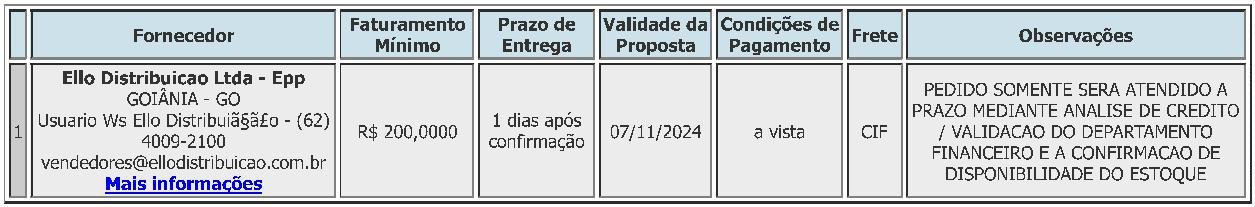 Fornecedor
Faturamento
Mínimo
Prazo de
Entrega
Validade da
Proposta
Condições de
Pagamento
Frete
Observações
1
Ello Distribuicao Ltda - Epp
GOIÂNIA - GO
Usuario Ws Ello Distribuiã§ã£o - (62)
4009-2100
vendedores@ellodistribuicao.com.br
Mais informações
R$ 200,0000
1 dias após
confirmação
07/11/2024
a vista
CIF
PEDIDO SOMENTE SERA ATENDIDO A
PRAZO MEDIANTE ANALISE DE CREDITO
/ VALIDACAO DO DEPARTAMENTO
FINANCEIRO E A CONFIRMACAO DE
DISPONIBILIDADE DO ESTOQUE